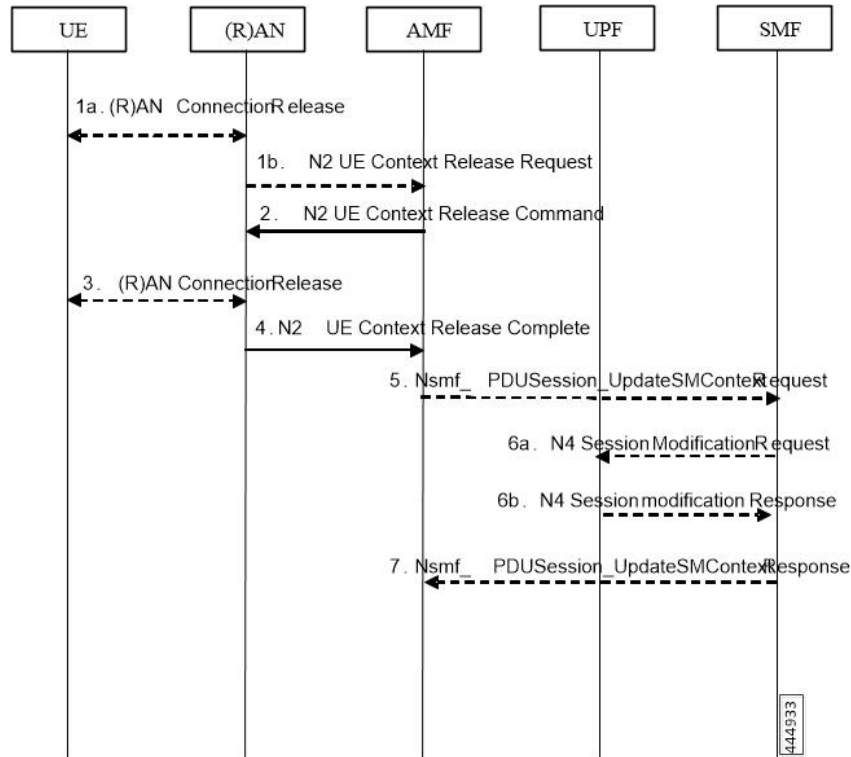 UE (R)AN AMF UPF SMF
1a. (R)AN ConnectionRelease
1b. N2 UE Context Release Request
2. N2 UE Context Release Command
3. (R)AN ConnectionRelease
4. N2 UE Context Release Complete
5. Nsmf_ PDUSession_UpdateSMContextRequest
6a. N4 Session ModificationRequest
6b. N4 Sessionmodification Response
7. Nsmf_ PDUSession_UpdateSMContextResponse
444933